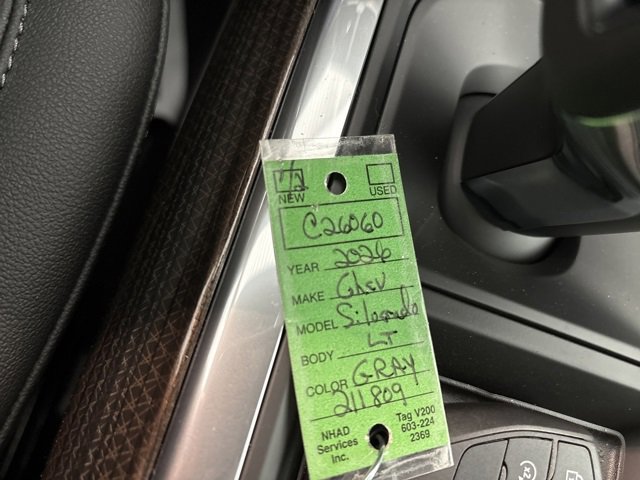 NEW USED
C26060
YEAR 2026
MAKE Chev
MODEL Silverado
BODY LT
COLOR GRAY
211809
NHAD
Services
Inc.
Tag V200
603-224
2369
x2